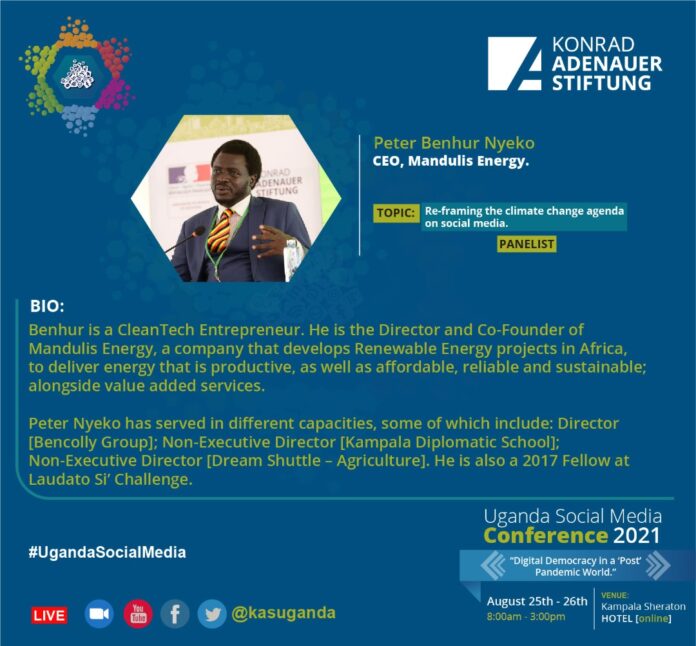 KONRAD
ADENAUER
STIFTUNG
KONRAD
ADENAUER
STIFTUNG
Peter Benhur Nyeko
CEO, Mandulis Energy.
TOPIC: Re-framing the climate change agenda
on social media.
PANELIST
BIO:
Benhur is a CleanTech Entrepreneur. He is the Director and Co-Founder of
Mandulis Energy, a company that develops Renewable Energy projects in Africa,
to deliver energy that is productive, as well as affordable, reliable and sustainable;
alongside value added services.
Peter Nyeko has served in different capacities, some of which include: Director
[Bencolly Group]; Non-Executive Director [Kampala Diplomatic School];
Non-Executive Director [Dream Shuttle – Agriculture]. He is also a 2017 Fellow at
Laudato Si’ Challenge.
Uganda Social Media
Conference 2021
“Digital Democracy in a ‘Post’
Pandemic World.”
August 25th - 26th
8:00am - 3:00pm
VENUE:
Kampala Sheraton
HOTEL [online]
#UgandaSocialMedia
LIVE
You
Tube
@kasuganda